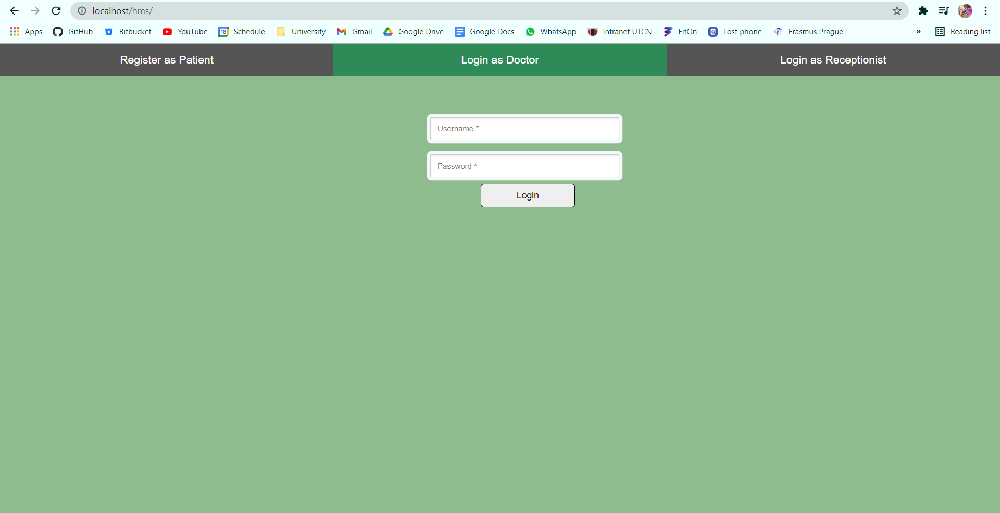 localhost/hms/
Apps GitHub Bitbucket YouTube 18 Schedule University Gmail Google Drive Google Docs WhatsApp Intranet UTCN FitOn Lost phone Erasmus Prague » Reading list
Register as Patient Login as Doctor Login as Receptionist
Username *
Password *
Login